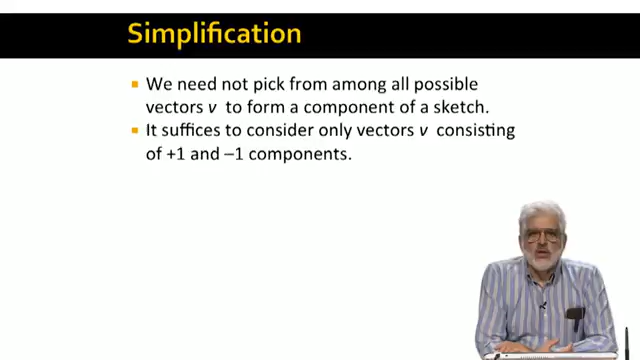 Simplification
We need not pick from among all possible
vectors v to form a component of a sketch.
It suffices to consider only vectors v consisting
of +1 and –1 components.